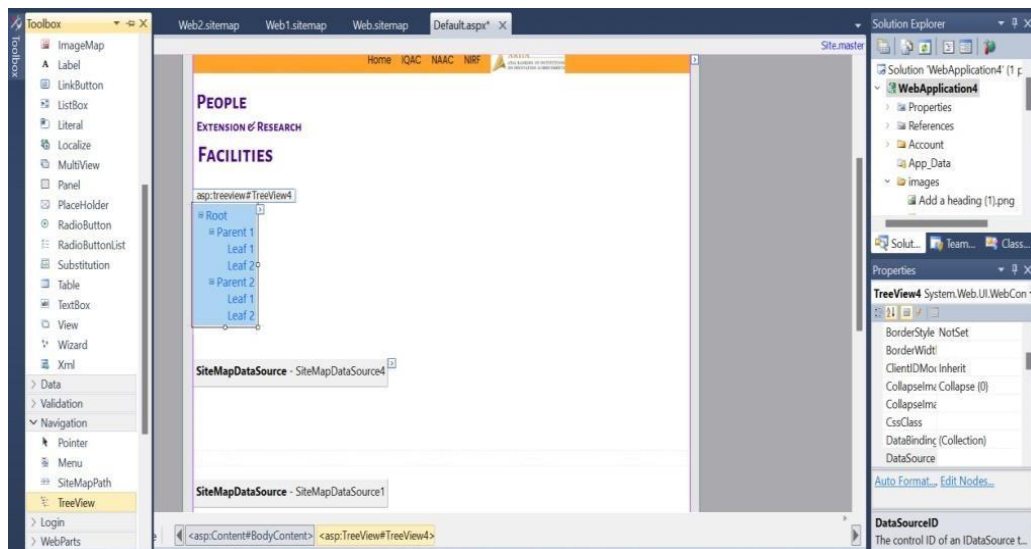 Toolbox
Toolbox
ImageMap
Label
LinkButton
ListBox
Literal
Localize
MultiView
Panel
PlaceHolder
RadioButton
RadioButtonList
Substitution
Table
TextBox
View
Wizard
Xml
Data
Validation
Navigation
Pointer
Menu
SiteMapPath
TreeView
Login
WebParts
Web2.sitemap Web1.sitemap Web.sitemap Default.aspx* X
Site.master
Home IQAC NAAC NIRF
PEOPLE
EXTENSION & RESEARCH
FACILITIES
asp:treeview#TreeView4
Root
Parent 1
Leaf 1
Leaf 2
Parent 2
Leaf 1
Leaf 2
SiteMapDataSource - SiteMapDataSource4
SiteMapDataSource - SiteMapDataSource1
<asp:Content#BodyContent> <asp:TreeView#TreeView4>
Solution Explorer
Solution 'WebApplication4' (1 p
WebApplication4
Properties
References
Account
App_Data
images
Add a heading (1).png
Solut... Team... Class...
Properties
TreeView4 System.Web.UI.WebCon
BorderStyle NotSet
BorderWidt
ClientIDMo Inherit
CollapseIma Collapse (0)
CollapseIma
CssClass
DataBinding (Collection)
DataSource
Auto Format..., Edit Nodes...
DataSourceID
The control ID of an IDataSource t...